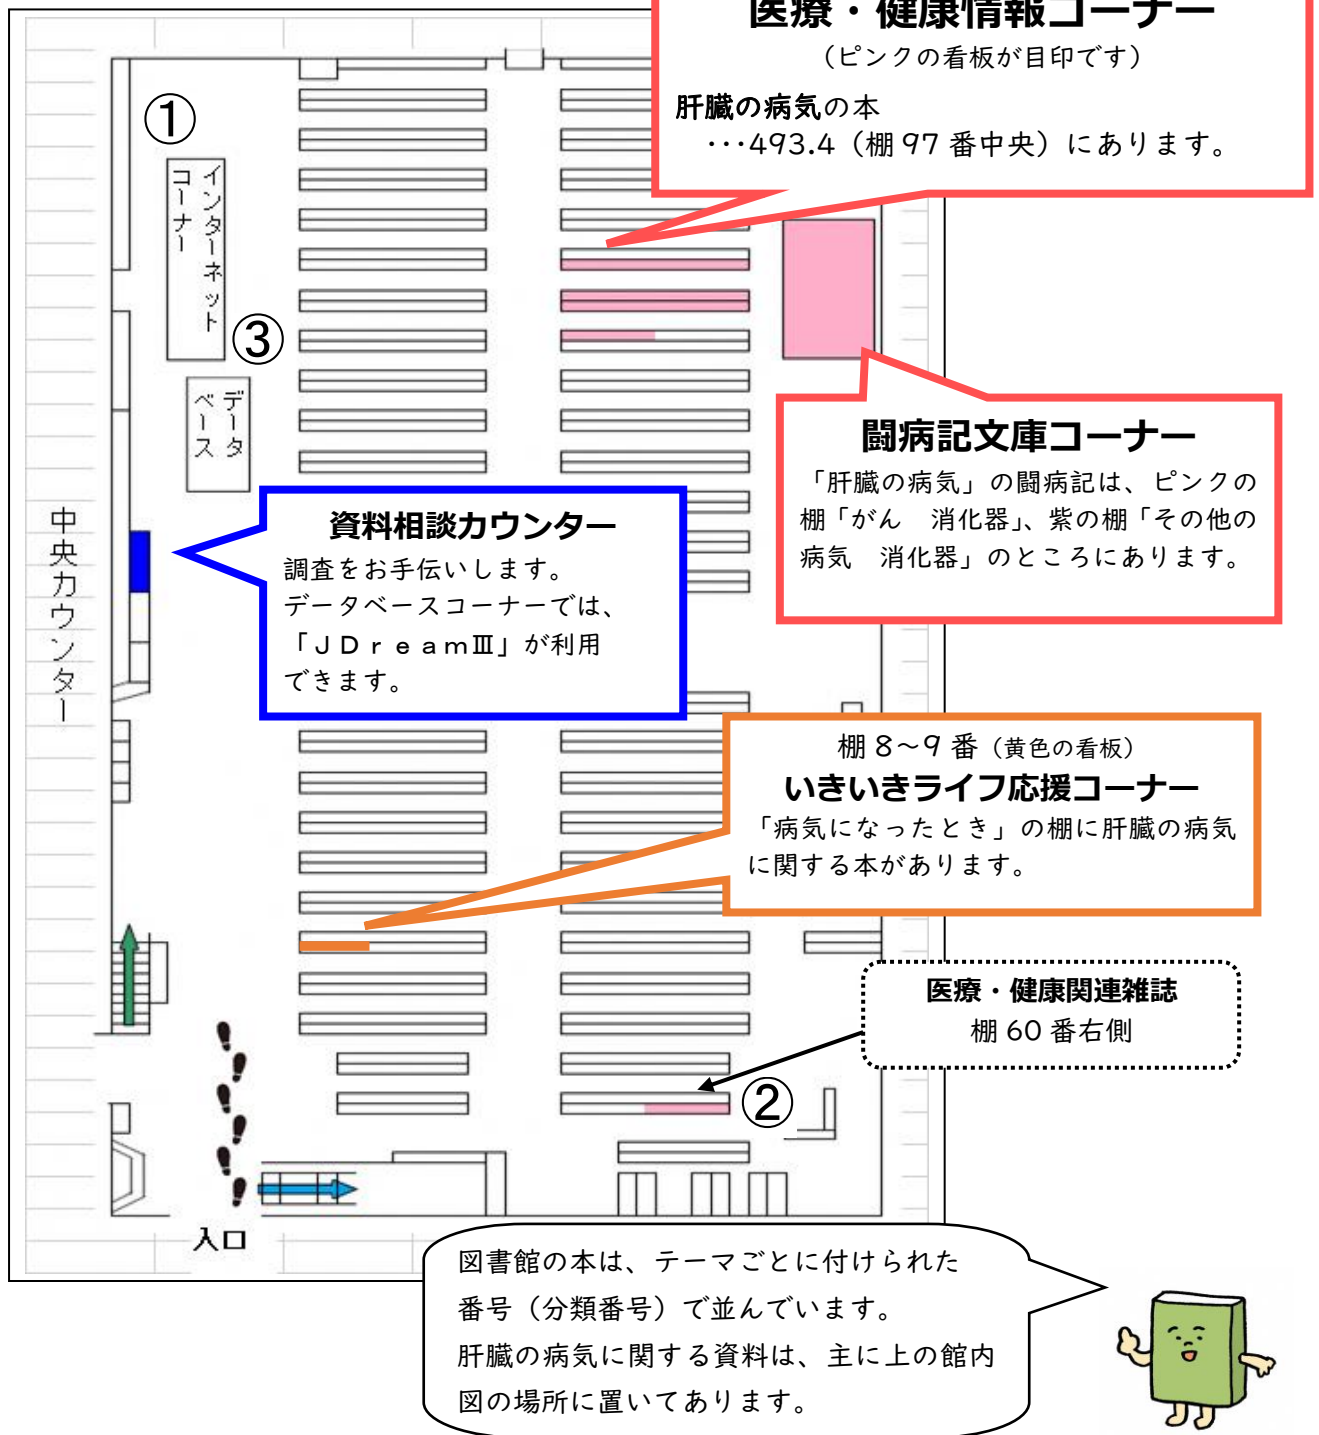 医療・健康情報コーナー
（ピンクの看板が目印です）
肝臓の病気の本
･･･493.4（棚 97 番中央）にあります。
①
インターネット
コーナー
③
データ
ベース
闘病記文庫コーナー
「肝臓の病気」の闘病記は、ピンクの
棚「がん　消化器」、紫の棚「その他の
病気　消化器」のところにあります。
中央カウンター
資料相談カウンター
調査をお手伝いします。
データベースコーナーでは、
「ＪＤｒｅａｍⅢ」が利用
できます。
棚 8～9 番（黄色の看板）
いきいきライフ応援コーナー
「病気になったとき」の棚に肝臓の病気
に関する本があります。
医療・健康関連雑誌
棚 60 番右側
②
入口
図書館の本は、テーマごとに付けられた
番号（分類番号）で並んでいます。
肝臓の病気に関する資料は、主に上の館内
図の場所に置いてあります。